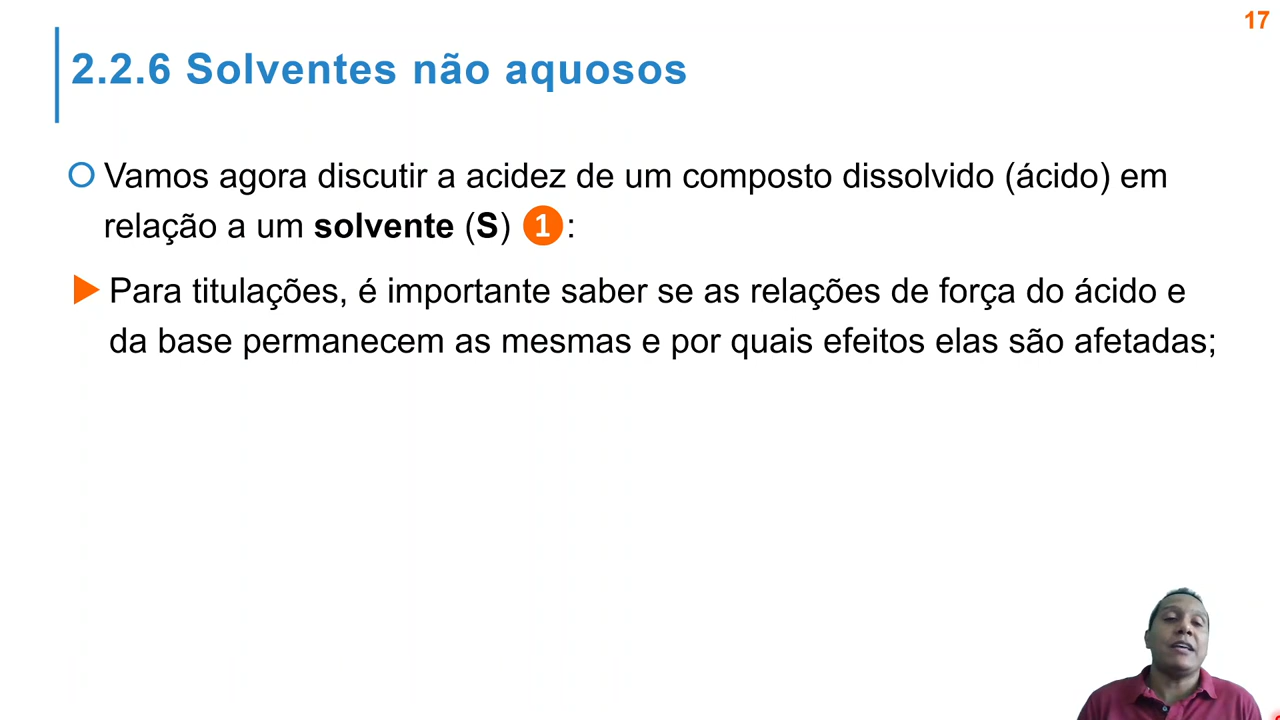 17
2.2.6 Solventes não aquosos
Vamos agora discutir a acidez de um composto dissolvido (ácido) em
relação a um solvente (S) 1:
Para titulações, é importante saber se as relações de força do ácido e
da base permanecem as mesmas e por quais efeitos elas são afetadas;